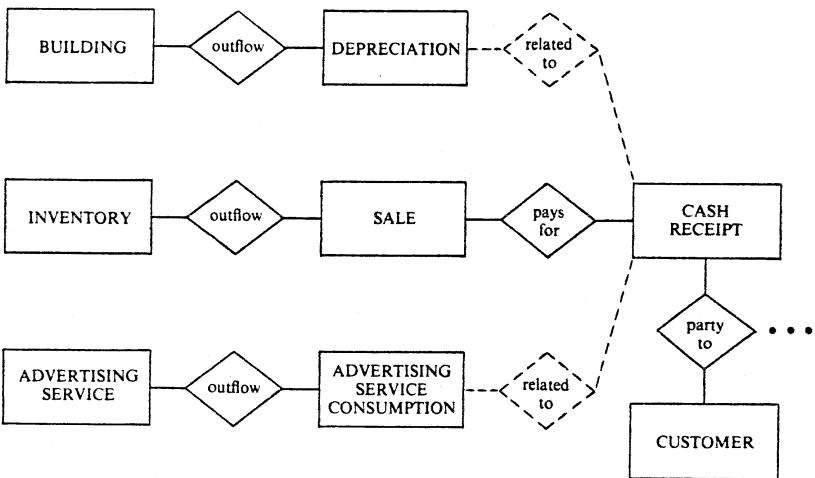 BUILDING
outflow
DEPRECIATION
related
to
INVENTORY
outflow
SALE
pays
for
CASH
RECEIPT
party
to
ADVERTISING
SERVICE
outflow
ADVERTISING
SERVICE
CONSUMPTION
related
to
CUSTOMER